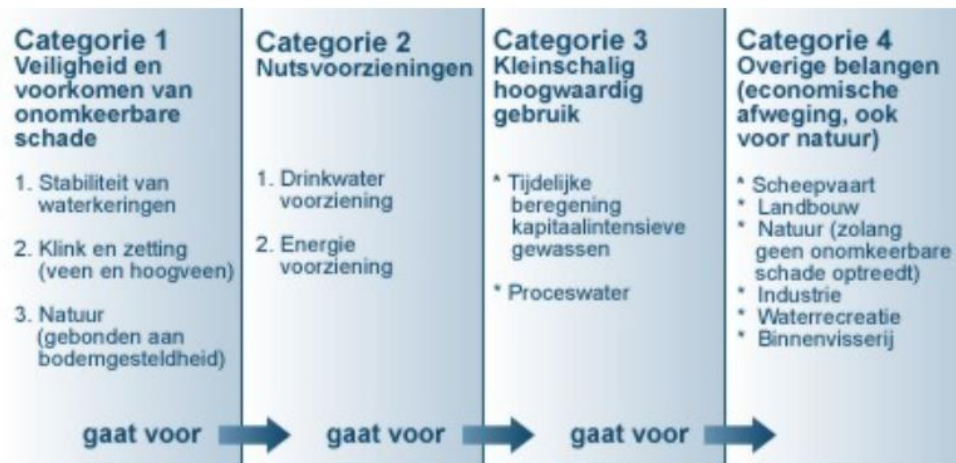 Categorie 1
Veiligheid en
voorkomen van
onomkeerbare
schade
1. Stabiliteit van
waterkeringen
2. Klink en zetting
(veen en hoogveen)
3. Natuur
(gebonden aan
bodemgesteldheid)
gaat voor
Categorie 2
Nutsvoorzieningen
1. Drinkwater
voorziening
2. Energie
voorziening
gaat voor
Categorie 3
Kleinschalig
hoogwaardig
gebruik
* Tijdelijke
beregening
kapitaalintensieve
gewassen
* Proceswater
gaat voor
Categorie 4
Overige belangen
(economische
afweging, ook
voor natuur)
* Scheepvaart
* Landbouw
* Natuur (zolang
geen onomkeerbare
schade optreedt)
* Industrie
* Waterrecreatie
* Binnenvisserij